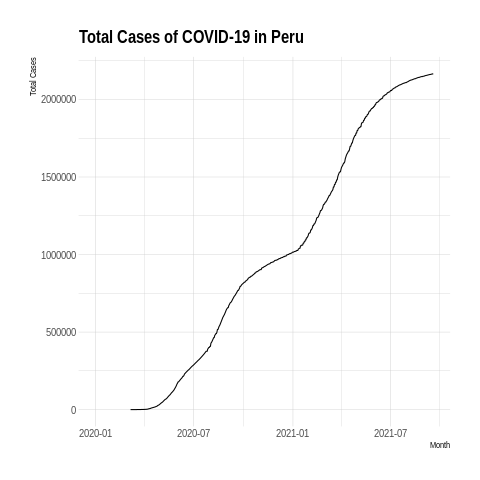 Total Cases of COVID-19 in Peru
Total Cases
2000000
1500000
1000000
500000
0
2020-01 2020-07 2021-01 2021-07
Month